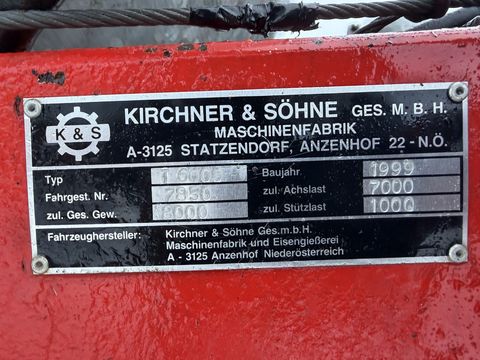 K & S
KIRCHNER & SÖHNE GES. M. B. H.
MASCHINENFABRIK
A-3125 STATZENDORF, ANZENHOF 22 - N.Ö.
Typ
Baujahr 1999
Fahrgest. Nr. zul. Achslast 7000
zul. Ges. Gew. 8000 zul. Stützlast 1000
Fahrzeughersteller: Kirchner & Söhne Ges.m.b.H.
Maschinenfabrik und Eisengießerei
A - 3125 Anzenhof Niederösterreich